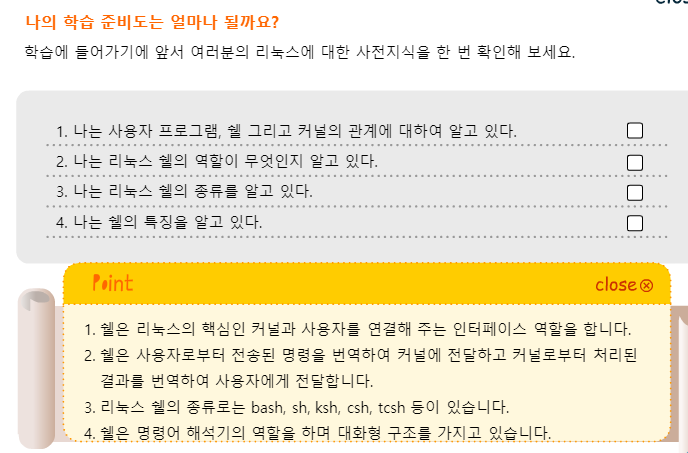 나의 학습 준비도는 얼마나 될까요?
학습에 들어가기에 앞서 여러분의 리눅스에 대한 사전지식을 한 번 확인해 보세요.
1. 나는 사용자 프로그램, 쉘 그리고 커널의 관계에 대하여 알고 있다.
2. 나는 리눅스 쉘의 역할이 무엇인지 알고 있다.
3. 나는 리눅스 쉘의 종류를 알고 있다.
4. 나는 쉘의 특징을 알고 있다.
Point
close
1. 쉘은 리눅스의 핵심인 커널과 사용자를 연결해 주는 인터페이스 역할을 합니다.
2. 쉘은 사용자로부터 전송된 명령을 번역하여 커널에 전달하고 커널로부터 처리된
결과를 번역하여 사용자에게 전달합니다.
3. 리눅스 쉘의 종류로는 bash, sh, ksh, csh, tcsh 등이 있습니다.
4. 쉘은 명령어 해석기의 역할을 하며 대화형 구조를 가지고 있습니다.